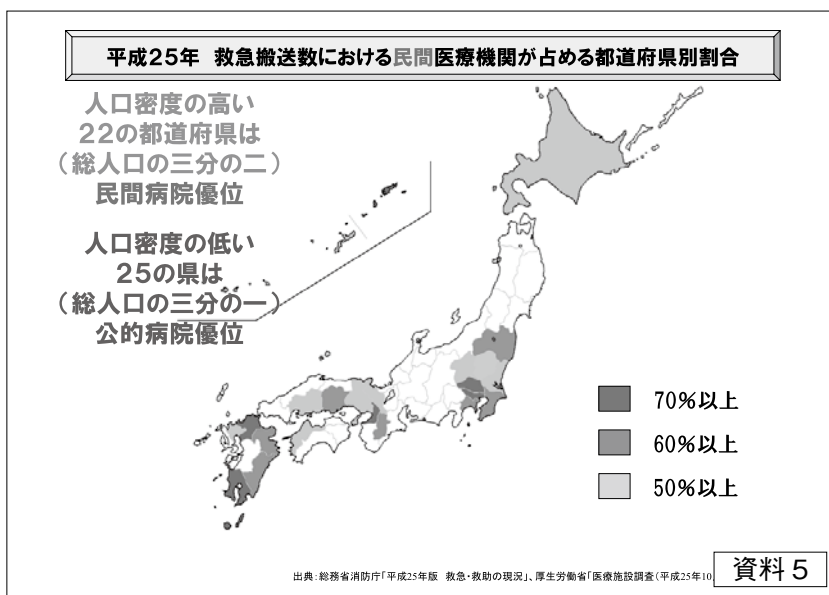 平成25年 救急搬送数における民間医療機関が占める都道府県別割合
人口密度の高い
22の都道府県は
（総人口の三分の二）
民間病院優位
人口密度の低い
25の県は
（総人口の三分の一）
公的病院優位
70％以上
60％以上
50％以上
出典：総務省消防庁「平成25年版 救急・救助の現況」、厚生労働省「医療施設調査（平成25年10
資料5